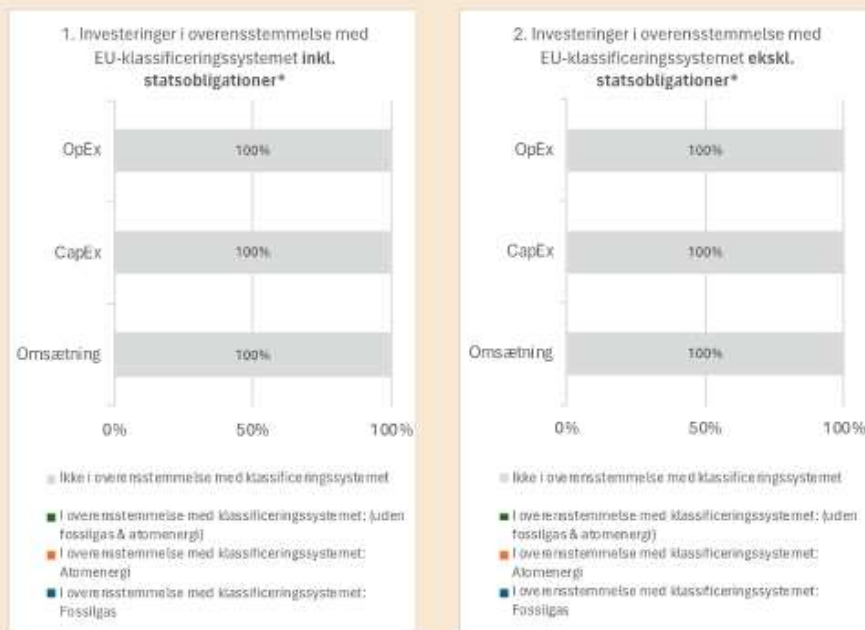 1. Investeringer i overensstemmelse med
EU-klassificeringssystemet inkl.
statsobligationer*
OpEx
100%
CapEx
100%
Omsætning
100%
0%
50%
100%
Ikke i overensstemmelse med klassificeringssystemet
I overensstemmelse med klassificeringssystemet: (uden
fossilgas & atomenergi)
I overensstemmelse med klassificeringssystemet:
Atomenergi
I overensstemmelse med klassificeringssystemet:
Fossilgas
2. Investeringer i overensstemmelse med
EU-klassificeringssystemet ekskl.
statsobligationer*
OpEx
100%
CapEx
100%
Omsætning
100%
0%
50%
100%
Ikke i overensstemmelse med klassificeringssystemet
I overensstemmelse med klassificeringssystemet: (uden
fossilgas & atomenergi)
I overensstemmelse med klassificeringssystemet:
Atomenergi
I overensstemmelse med klassificeringssystemet:
Fossilgas